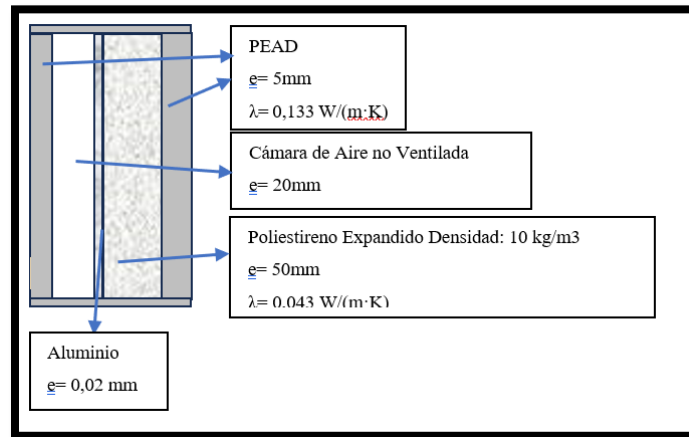 PEAD
e= 5mm
λ= 0,133 W/(m·K)
Cámara de Aire no Ventilada
e= 20mm
Poliestireno Expandido Densidad: 10 kg/m3
e= 50mm
λ= 0.043 W/(m·K)
Aluminio
e= 0,02 mm